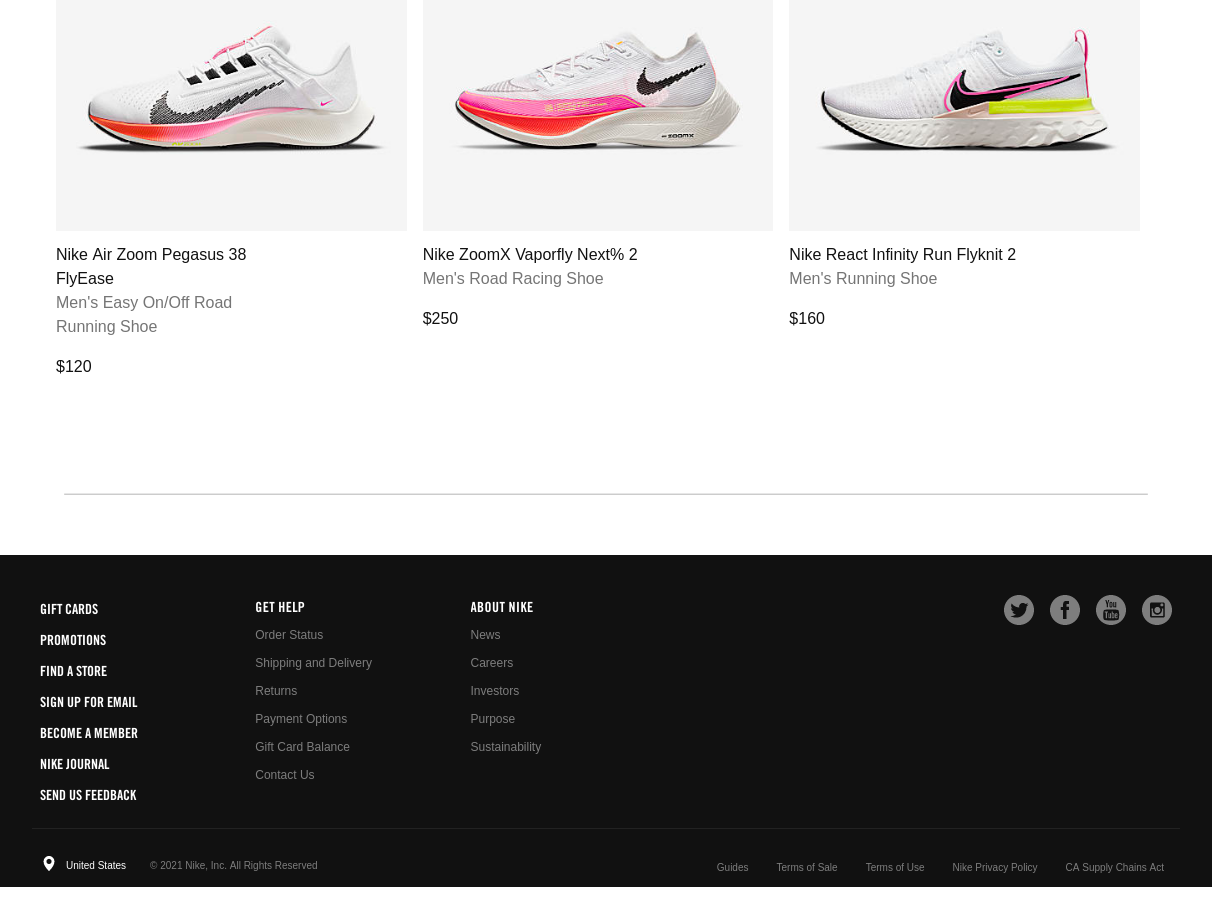 ZOOMX
Nike Air Zoom Pegasus 38
FlyEase
Men's Easy On/Off Road
Running Shoe
$120
Nike ZoomX Vaporfly Next% 2
Men's Road Racing Shoe
$250
Nike React Infinity Run Flyknit 2
Men's Running Shoe
$160
GIFT CARDS
PROMOTIONS
FIND A STORE
SIGN UP FOR EMAIL
BECOME A MEMBER
NIKE JOURNAL
SEND US FEEDBACK
GET HELP
Order Status
Shipping and Delivery
Returns
Payment Options
Gift Card Balance
Contact Us
ABOUT NIKE
News
Careers
Investors
Purpose
Sustainability
You
Tube
United States
© 2021 Nike, Inc. All Rights Reserved
Guides
Terms of Sale
Terms of Use
Nike Privacy Policy
CA Supply Chains Act